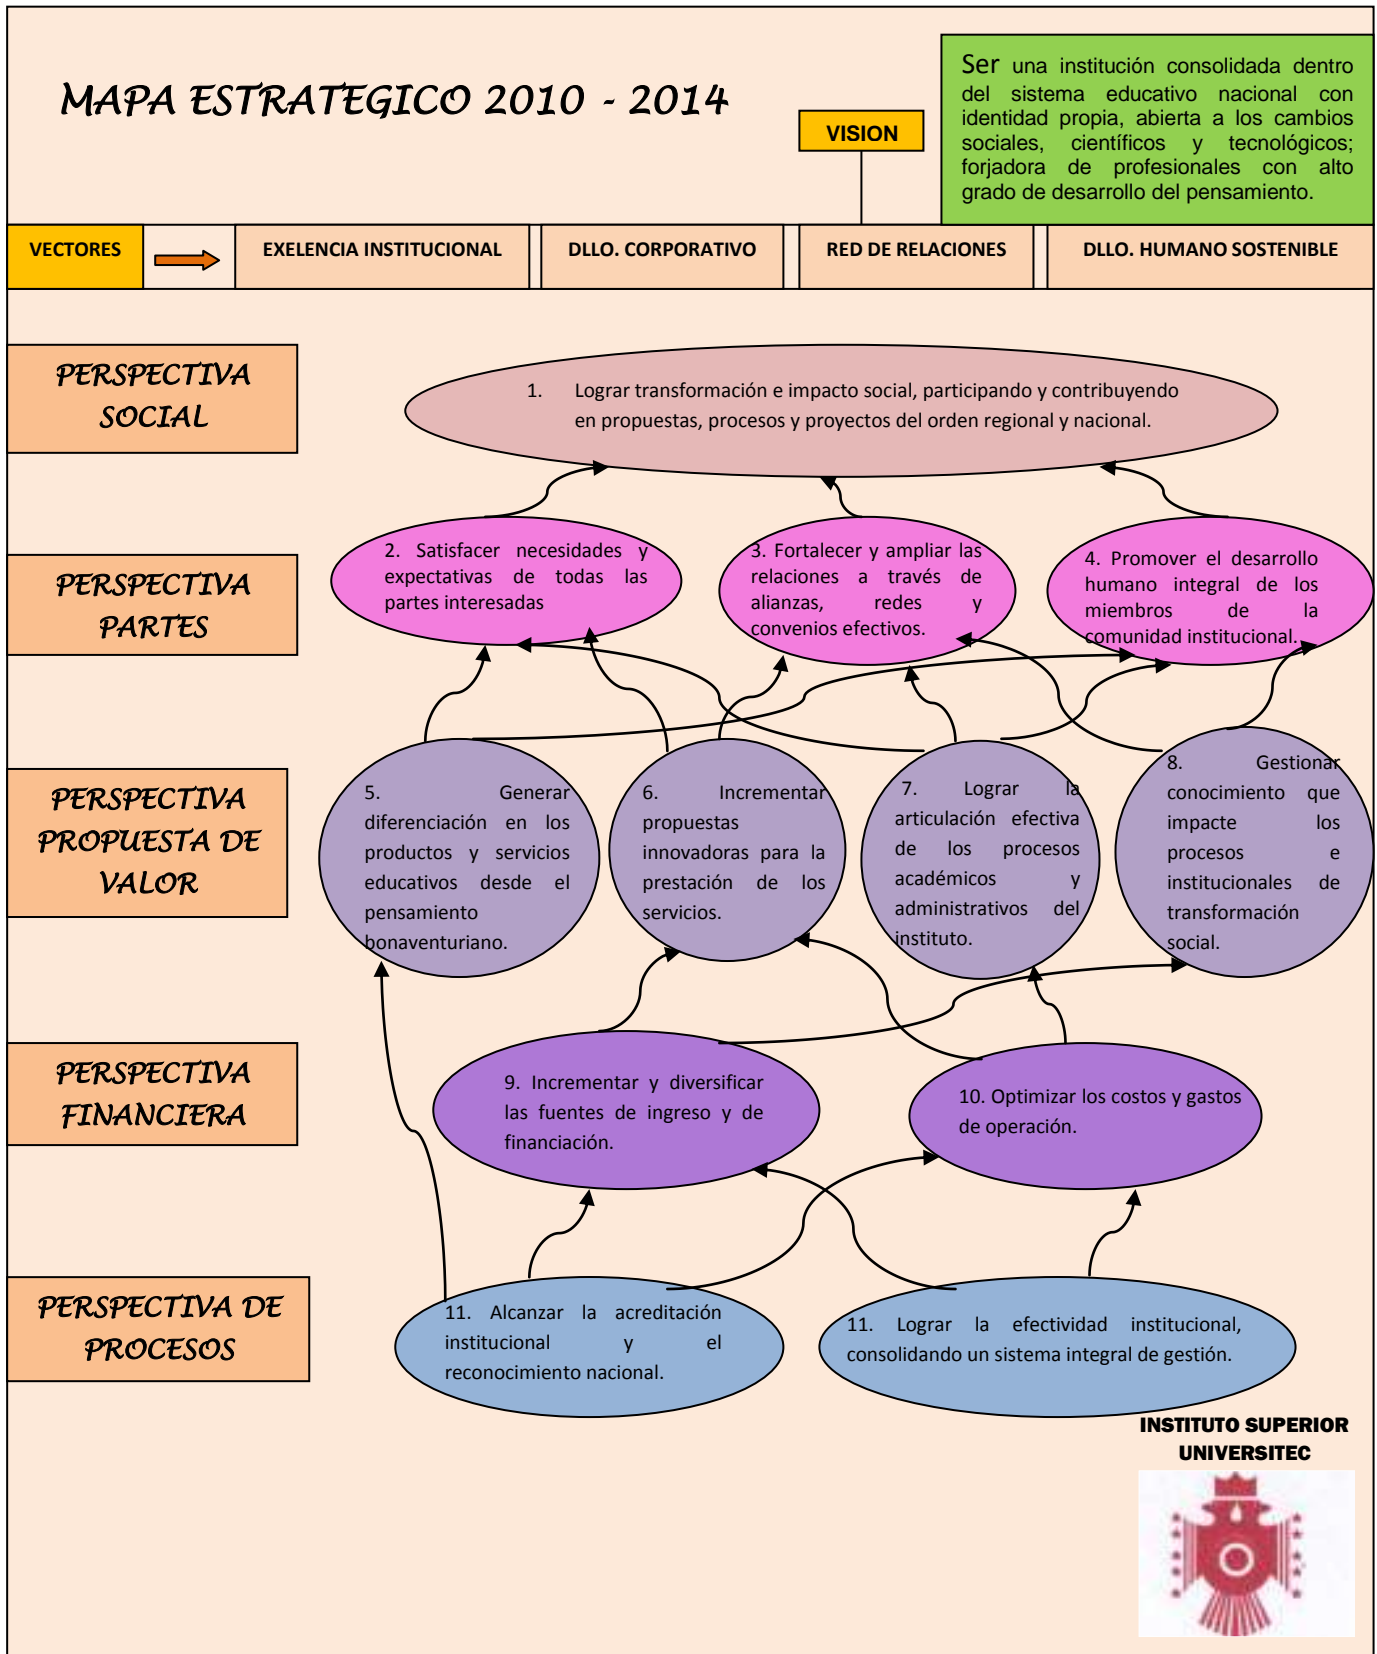 MAPA ESTRATEGICO 2010 - 2014
VISION
Ser una institución consolidada dentro
del sistema educativo nacional con
identidad propia, abierta a los cambios
sociales, científicos y tecnológicos;
forjadora de profesionales con alto
grado de desarrollo del pensamiento.
VECTORES
EXELENCIA INSTITUCIONAL
DLLO. CORPORATIVO
RED DE RELACIONES
DLLO. HUMANO SOSTENIBLE
PERSPECTIVA
SOCIAL
1. Lograr transformación e impacto social, participando y contribuyendo
en propuestas, procesos y proyectos del orden regional y nacional.
PERSPECTIVA
PARTES
2. Satisfacer necesidades y
expectativas de todas las
partes interesadas
3. Fortalecer y ampliar las
relaciones a través de
alianzas, redes y
convenios efectivos.
4. Promover el desarrollo
humano integral de los
miembros de la
comunidad institucional.
PERSPECTIVA
PROPUESTA DE
VALOR
5. Generar
diferenciación en los
productos y servicios
educativos desde el
pensamiento
bonaventuriano.
6. Incrementar
propuestas
innovadoras para la
prestación de los
servicios.
7. Lograr la
articulación efectiva
de los procesos
académicos y
administrativos del
instituto.
8. Gestionar
conocimiento que
impacte los
procesos e
institucionales de
transformación
social.
PERSPECTIVA
FINANCIERA
9. Incrementar y diversificar
las fuentes de ingreso y de
financiación.
10. Optimizar los costos y gastos
de operación.
PERSPECTIVA DE
PROCESOS
11. Alcanzar la acreditación
institucional y el
reconocimiento nacional.
11. Lograr la efectividad institucional,
consolidando un sistema integral de gestión.
INSTITUTO SUPERIOR
UNIVERSITEC